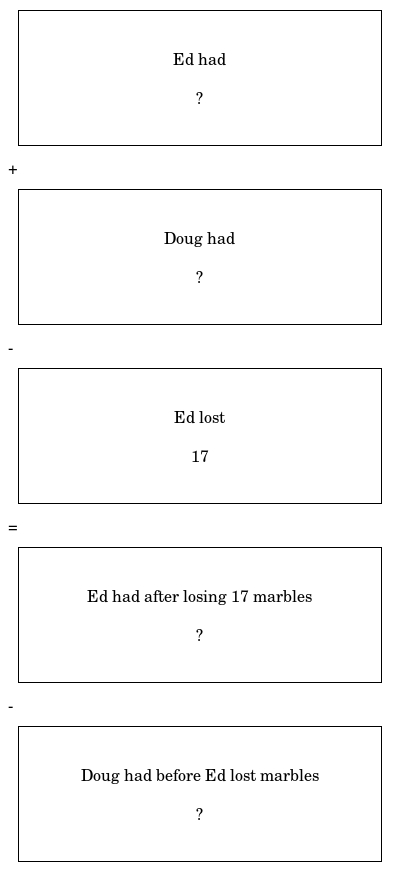 Ed had
?
+
Doug had
?
-
Ed lost
17
=
Ed had after losing 17 marbles
?
-
Doug had before Ed lost marbles
?